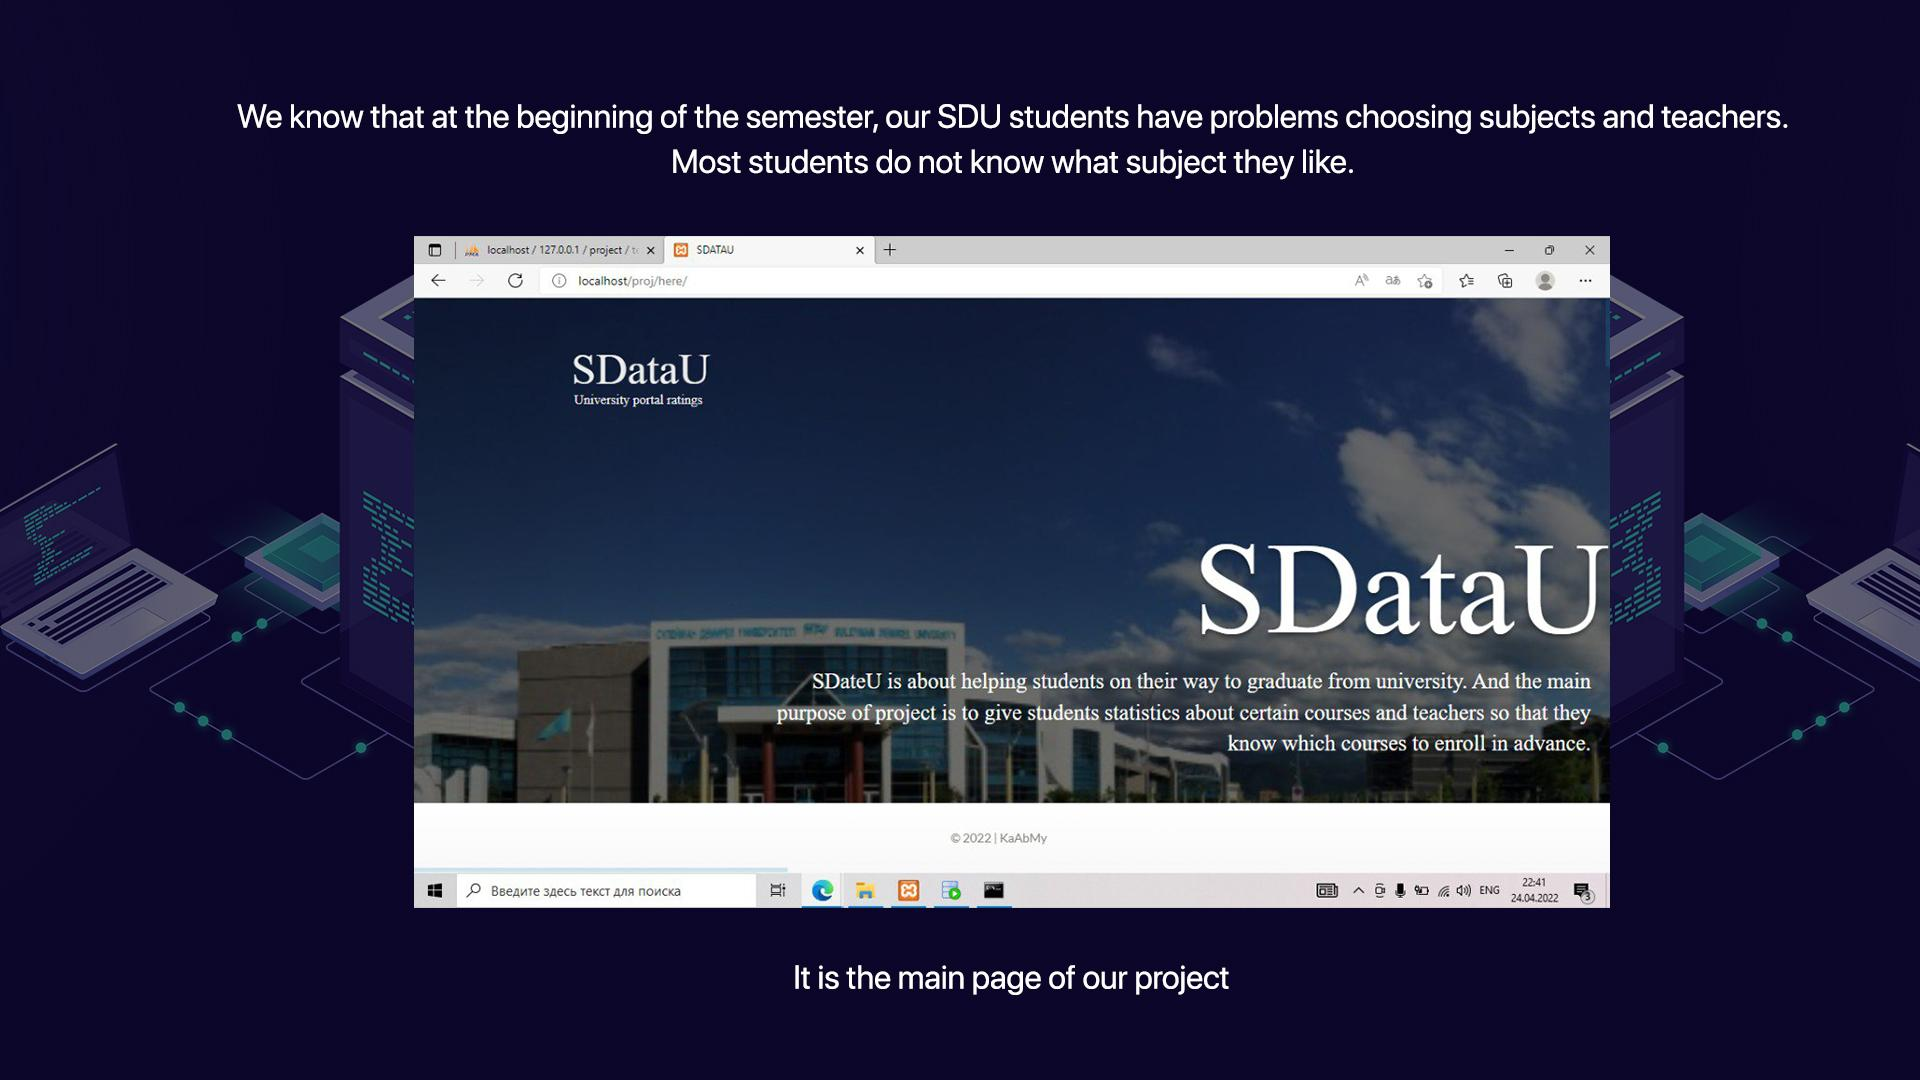 We know that at the beginning of the semester, our SDU students have problems choosing subjects and teachers.
Most students do not know what subject they like.
localhost / 127.0.0.1 / project / t
SDATAU
localhost/proj/here/
SDataU
University portal ratings
SDataU
SULEYMAN DEMIREL UNIVERSITY
SDateU is about helping students on their way to graduate from university. And the main
purpose of project is to give students statistics about certain courses and teachers so that they
know which courses to enroll in advance.
© 2022 | KaAbMy
Введите здесь текст для поиска
ENG
22:41
24.04.2022
3
It is the main page of our project